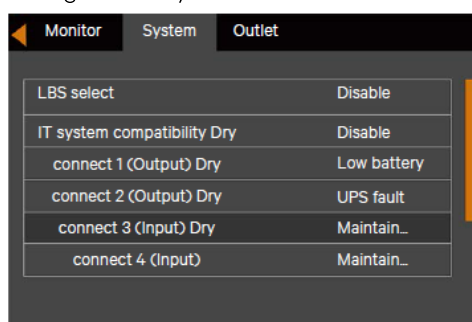 Monitor System Outlet
LBS select Disable
IT system compatibility Dry Disable
connect 1 (Output) Dry Low battery
connect 2 (Output) Dry UPS fault
connect 3 (Input) Dry Maintain...
connect 4 (Input) Maintain...